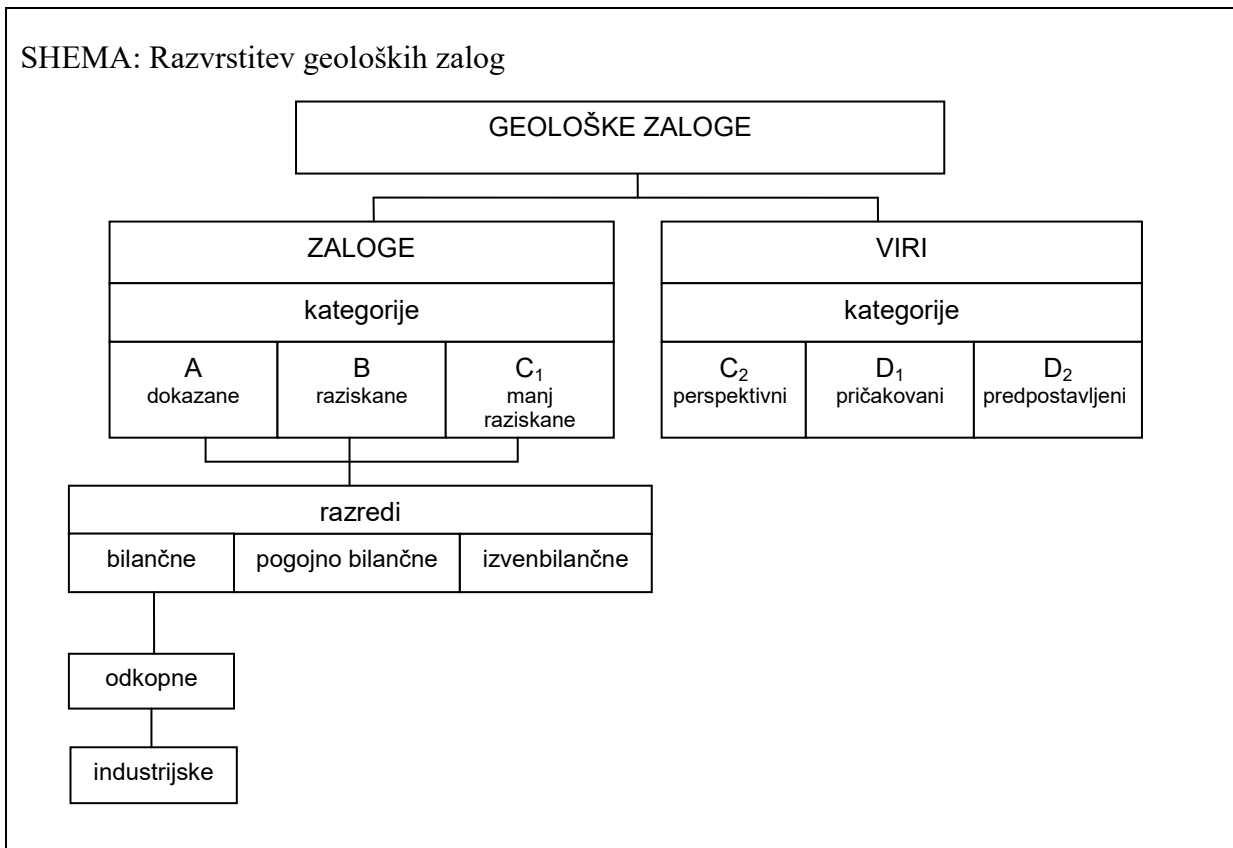 SHEMA: Razvrstitev geoloških zalog
GEOLOŠKE ZALOGE
ZALOGE
kategorije
A
dokazane
B
raziskane
C₁
manj
raziskane
VIRI
kategorije
C₂
perspektivni
D₁
pričakovani
D₂
predpostavljeni
razredi
bilančne
pogojno bilančne
izvenbilančne
odkopne
industrijske